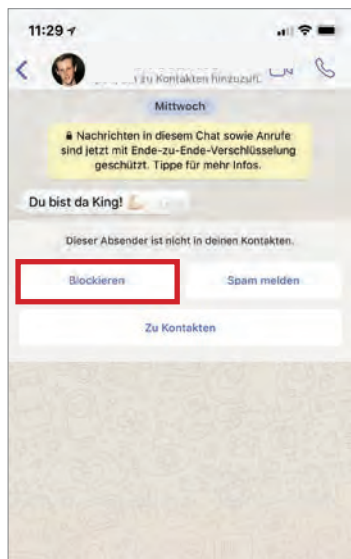 11:29
zu Kontakten hinzuzuf.
Mittwoch
Nachrichten in diesem Chat sowie Anrufe
sind jetzt mit Ende-zu-Ende-Verschlüsselung
geschützt. Tippe für mehr Infos.
Du bist da King!
Dieser Absender ist nicht in deinen Kontakten.
Blockieren
Spam melden
Zu Kontakten